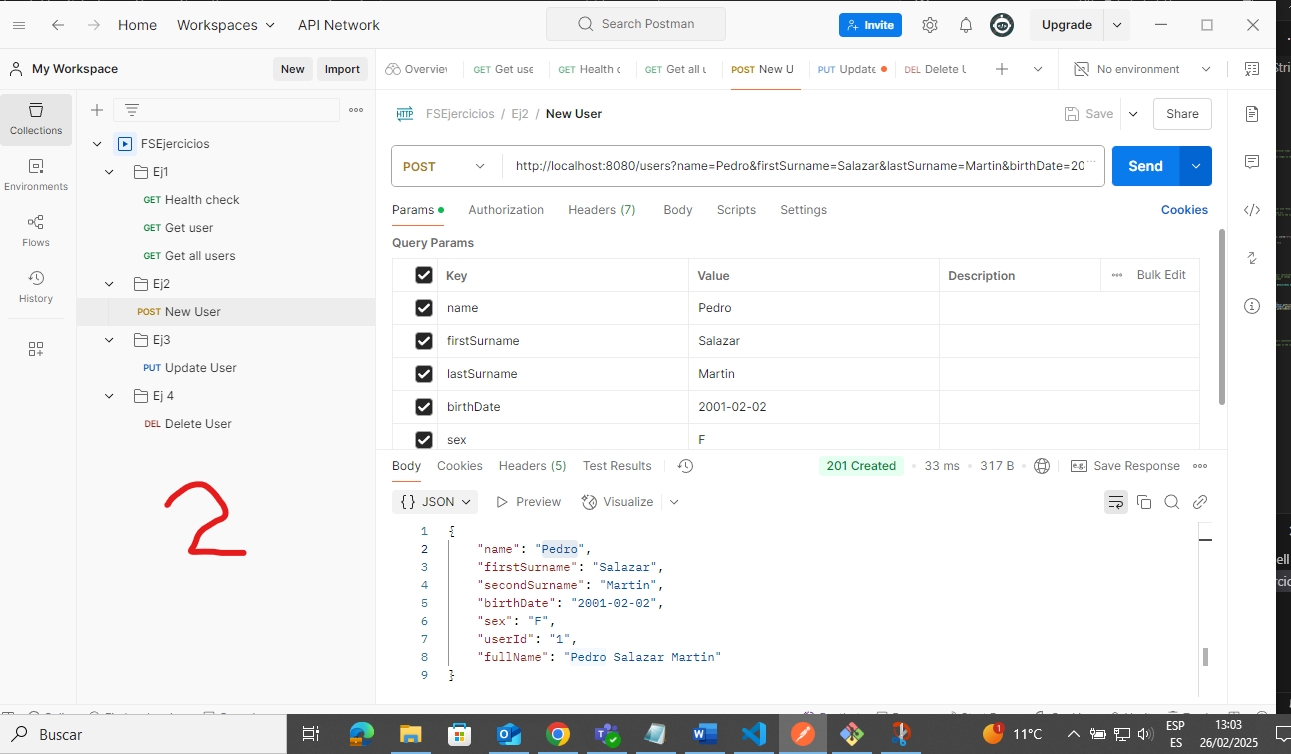 Home Workspaces API Network Search Postman Invite Upgrade
My Workspace New Import Overview GET Get use GET Health c GET Get all u POST New U PUT Update DEL Delete U No environment
Collections
Environments
Flows
History
FSEjercicios
Ej1
GET Health check
GET Get user
GET Get all users
Ej2
POST New User
Ej3
PUT Update User
Ej 4
DEL Delete User
2
HTTP FSEjercicios / Ej2 / New User Save Share
POST http://localhost:8080/users?name=Pedro&firstSurname=Salazar&lastSurname=Martin&birthDate=20 Send
Params Authorization Headers (7) Body Scripts Settings Cookies
Query Params
Key Value Description Bulk Edit
name Pedro
firstSurname Salazar
lastSurname Martin
birthDate 2001-02-02
sex F
Body Cookies Headers (5) Test Results 201 Created 33 ms 317 B e.g. Save Response
{} JSON Preview Visualize
1 {
2 "name": "Pedro",
3 "firstSurname": "Salazar",
4 "secondSurname": "Martin",
5 "birthDate": "2001-02-02",
6 "sex": "F",
7 "userId": "1",
8 "fullName": "Pedro Salazar Martin"
9 }
Buscar 11°C ESP 13:03
ES 26/02/2025